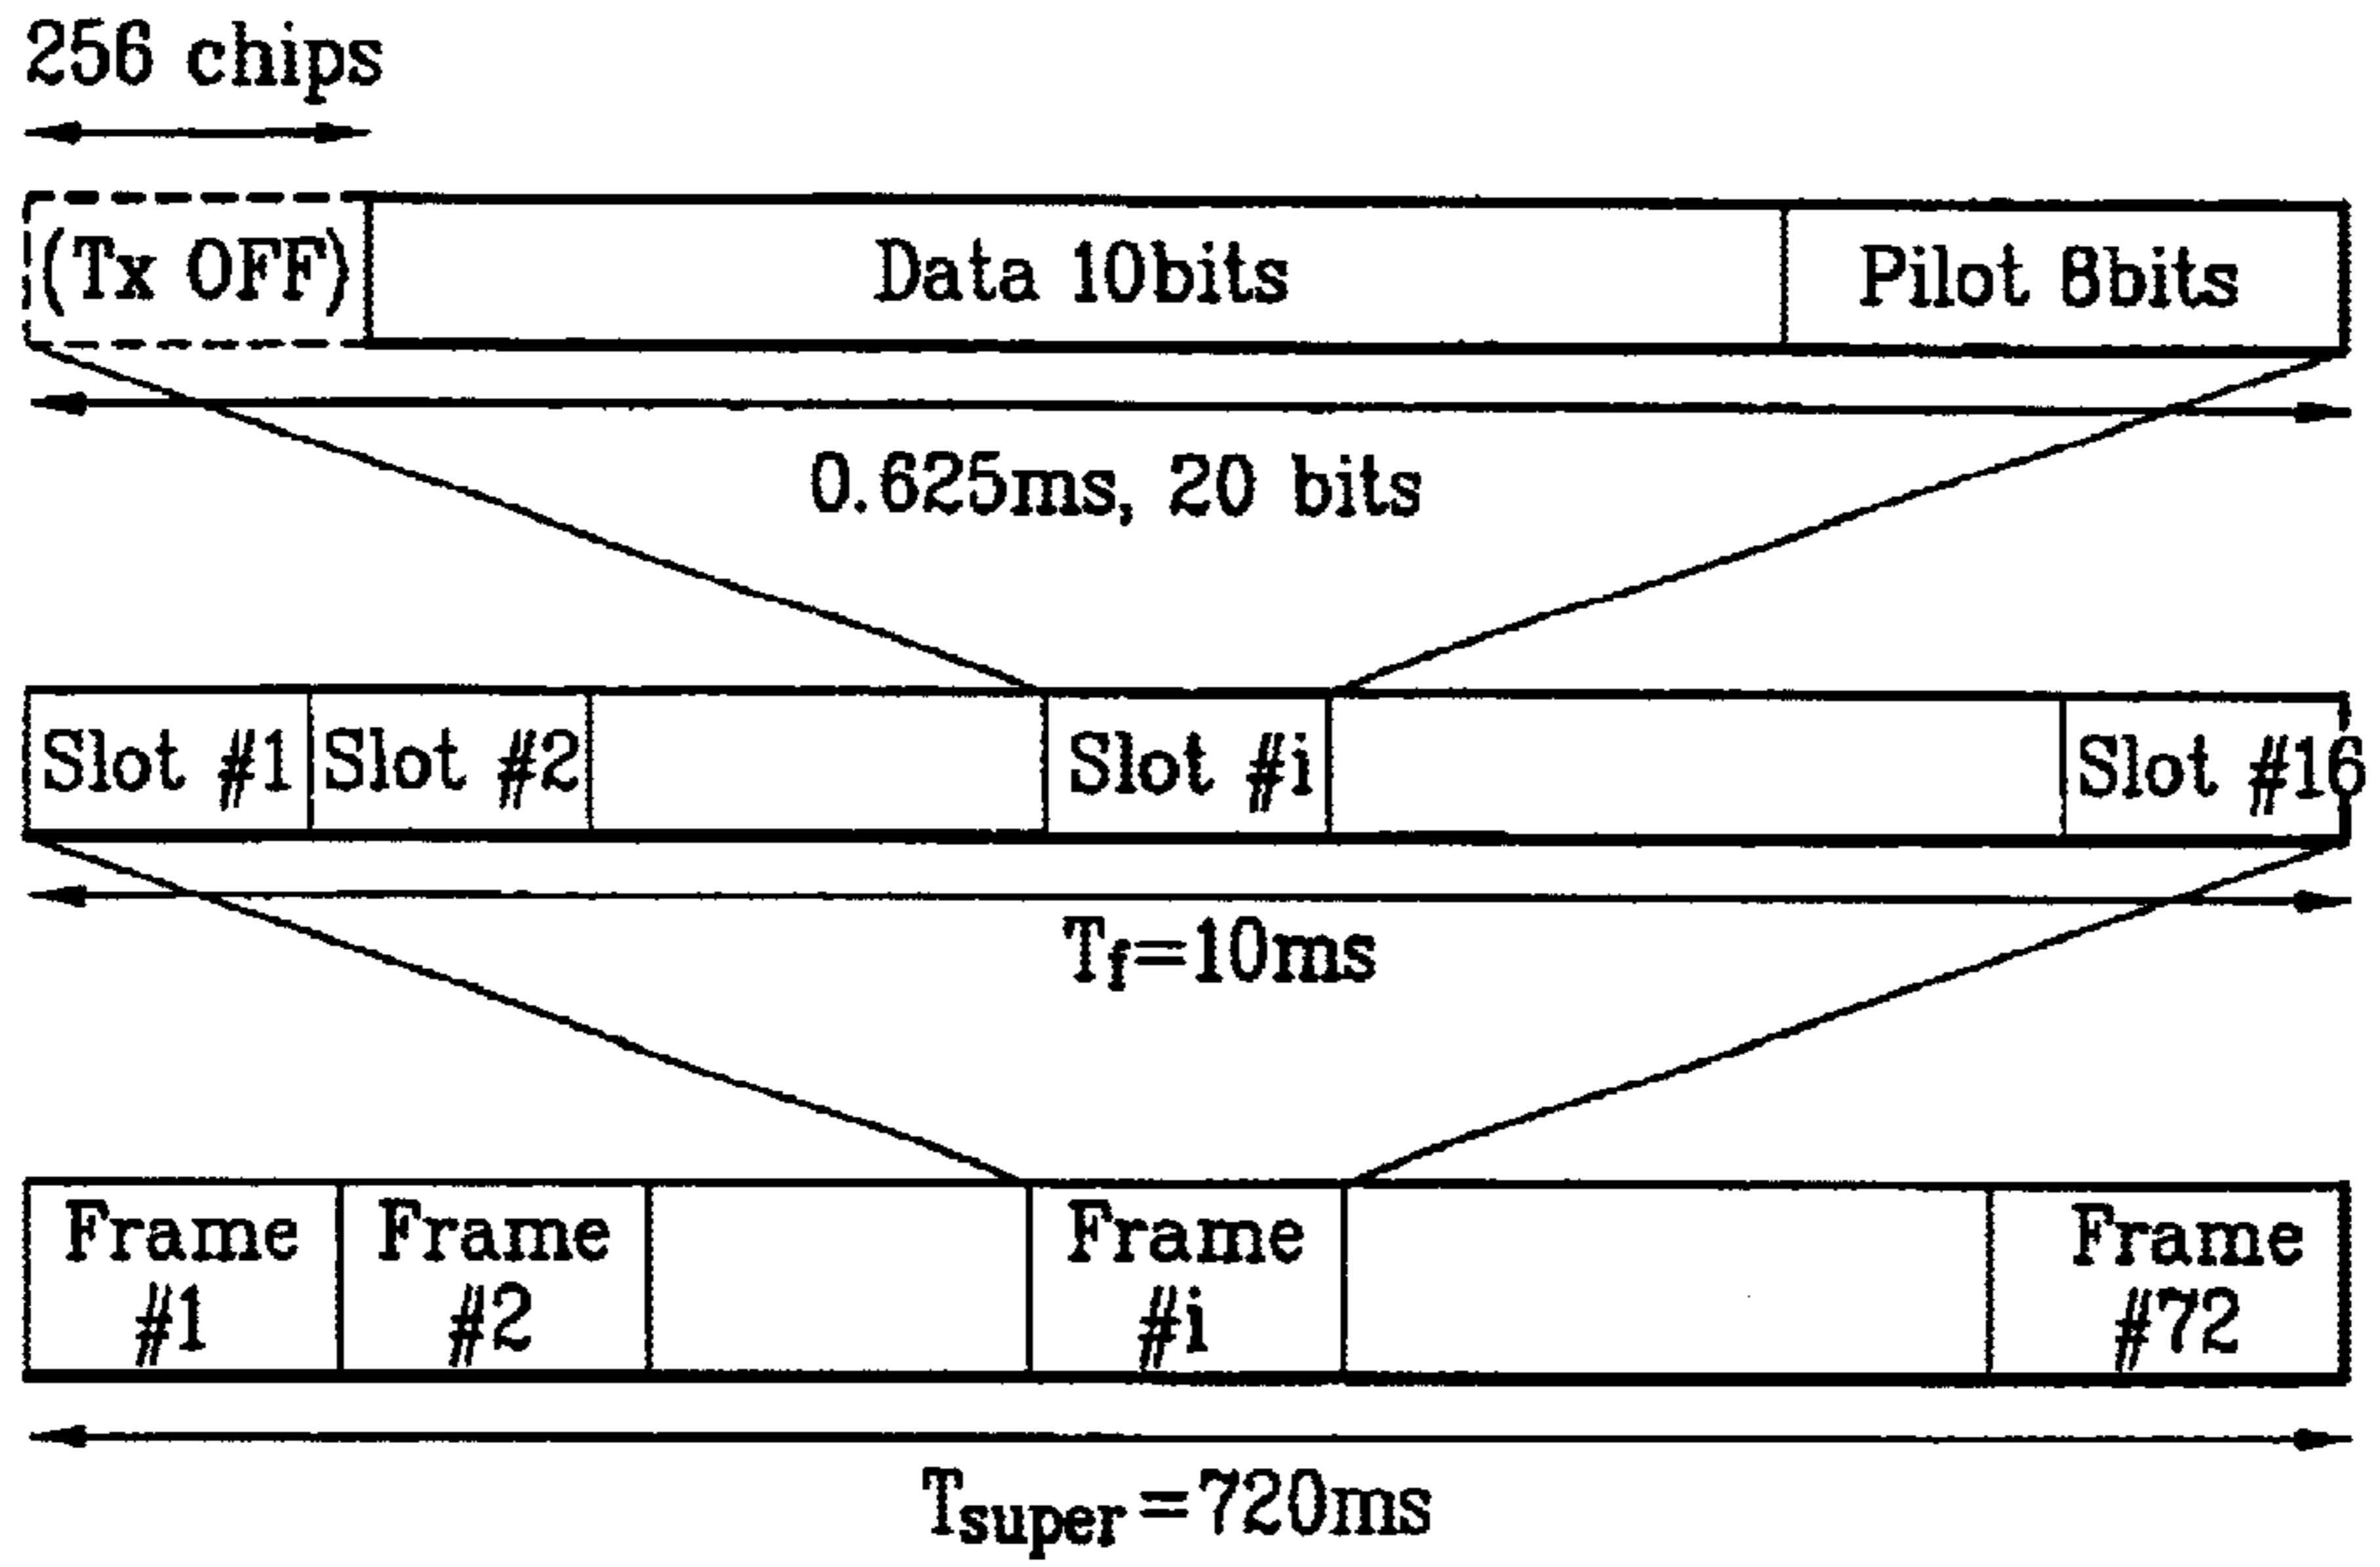 256 chips
(Tx OFF) Data 10bits Pilot 8bits
0.625ms, 20 bits
Slot #1 Slot #2 Slot #i Slot #16
Tf=10ms
Frame Frame Frame Frame
#1 #2 #i #72
Tsuper=720ms